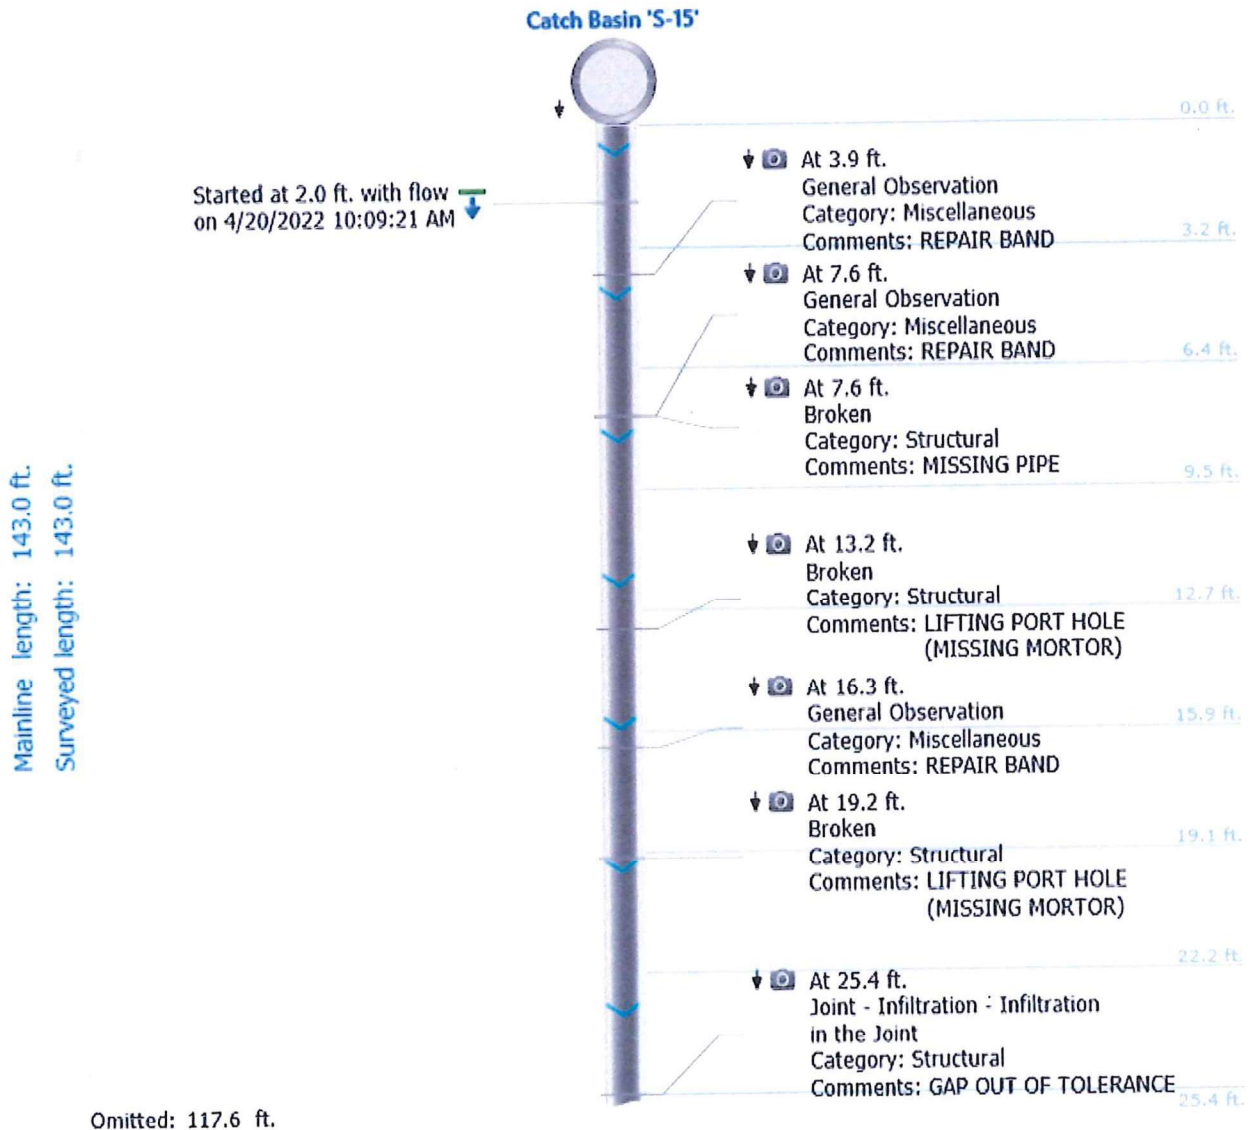 Catch Basin 'S-15'
0.0 ft.
At 3.9 ft.
General Observation
Category: Miscellaneous
Comments: REPAIR BAND
3.2 ft.
Started at 2.0 ft. with flow
on 4/20/2022 10:09:21 AM
At 7.6 ft.
General Observation
Category: Miscellaneous
Comments: REPAIR BAND
6.4 ft.
At 7.6 ft.
Broken
Category: Structural
Comments: MISSING PIPE
9.5 ft.
Mainline length: 143.0 ft.
Surveyed length: 143.0 ft.
At 13.2 ft.
Broken
Category: Structural
12.7 ft.
Comments: LIFTING PORT HOLE
(MISSING MORTOR)
At 16.3 ft.
General Observation
15.9 ft.
Category: Miscellaneous
Comments: REPAIR BAND
At 19.2 ft.
Broken
19.1 ft.
Category: Structural
Comments: LIFTING PORT HOLE
(MISSING MORTOR)
22.2 ft.
At 25.4 ft.
Joint - Infiltration : Infiltration
in the Joint
Category: Structural
Comments: GAP OUT OF TOLERANCE
25.4 ft.
Omitted: 117.6 ft.